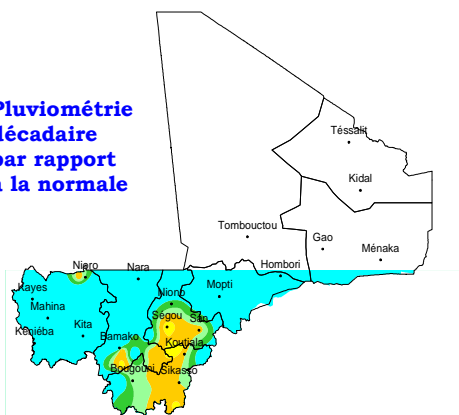 Pluviométrie
décadaire
par rapport
à la normale
Téssalit
Kidal
Tombouctou
Gao
Ménaka
Hombori
Nioro
Nara
Kayes
Mopti
Niono
Mahina
Ségou
San
Kéniéba
Kita
Bamako
Koutiala
Bougouni
Sikasso